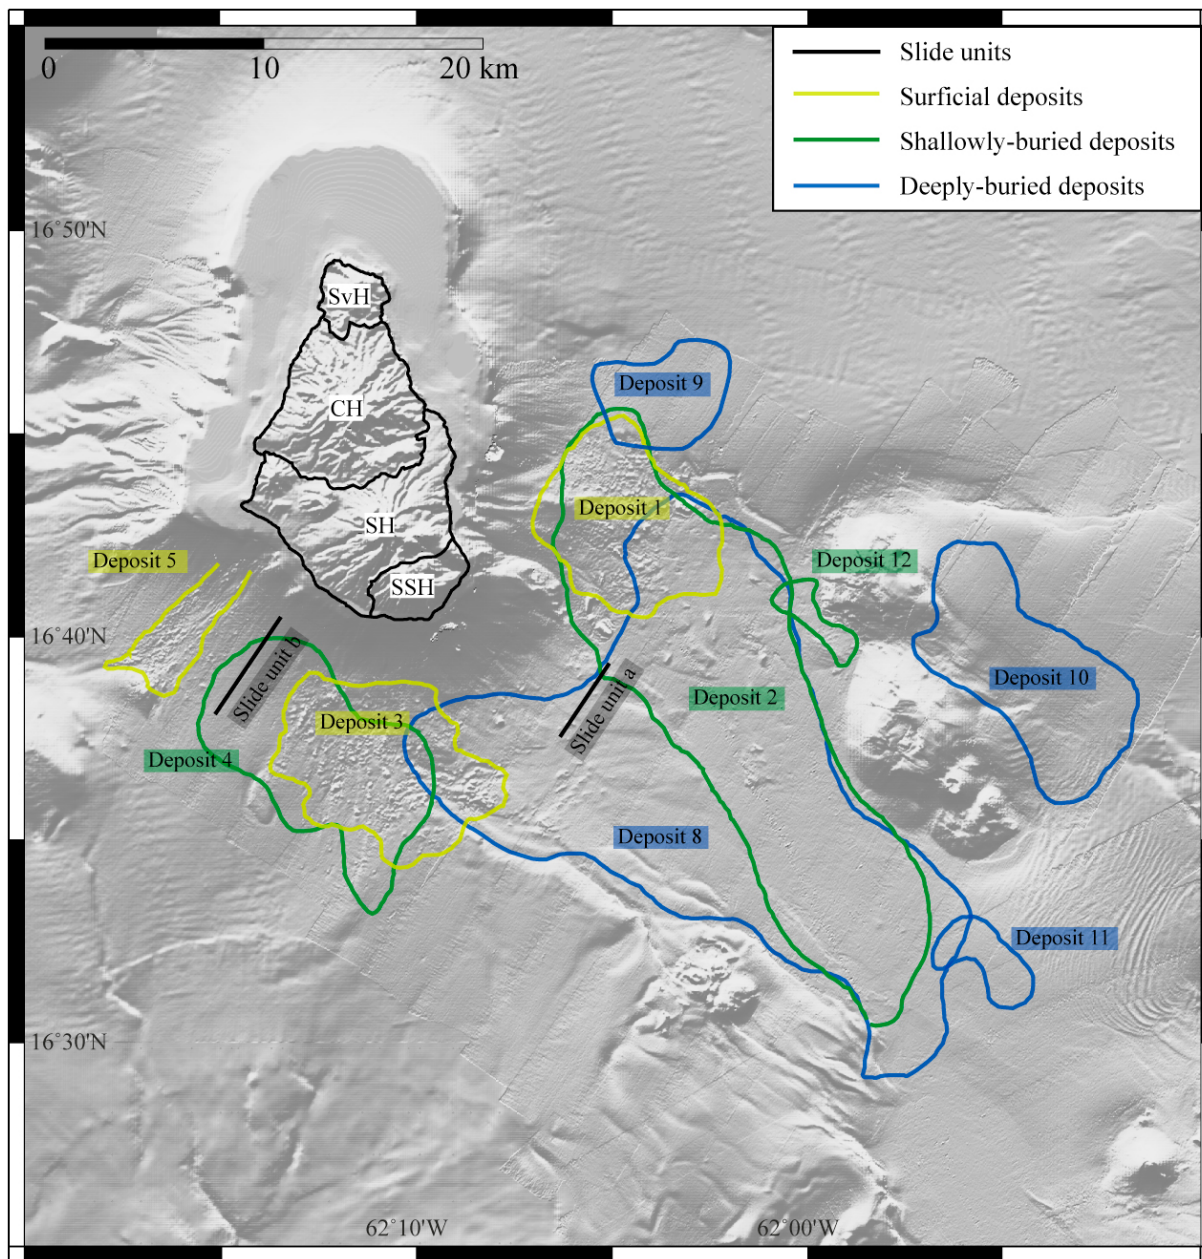 0 10 20 km
Slide units
Surficial deposits
Shallowly-buried deposits
Deeply-buried deposits
16˚50'N
SvH
Deposit 9
CH
Deposit 1
SH
Deposit 5
Deposit 12
SSH
16˚40'N
Slide unit b
Deposit 10
Deposit 2
Slide unit a
Deposit 3
Deposit 4
Deposit 8
Deposit 11
16˚30'N
62˚10'W
62˚00'W